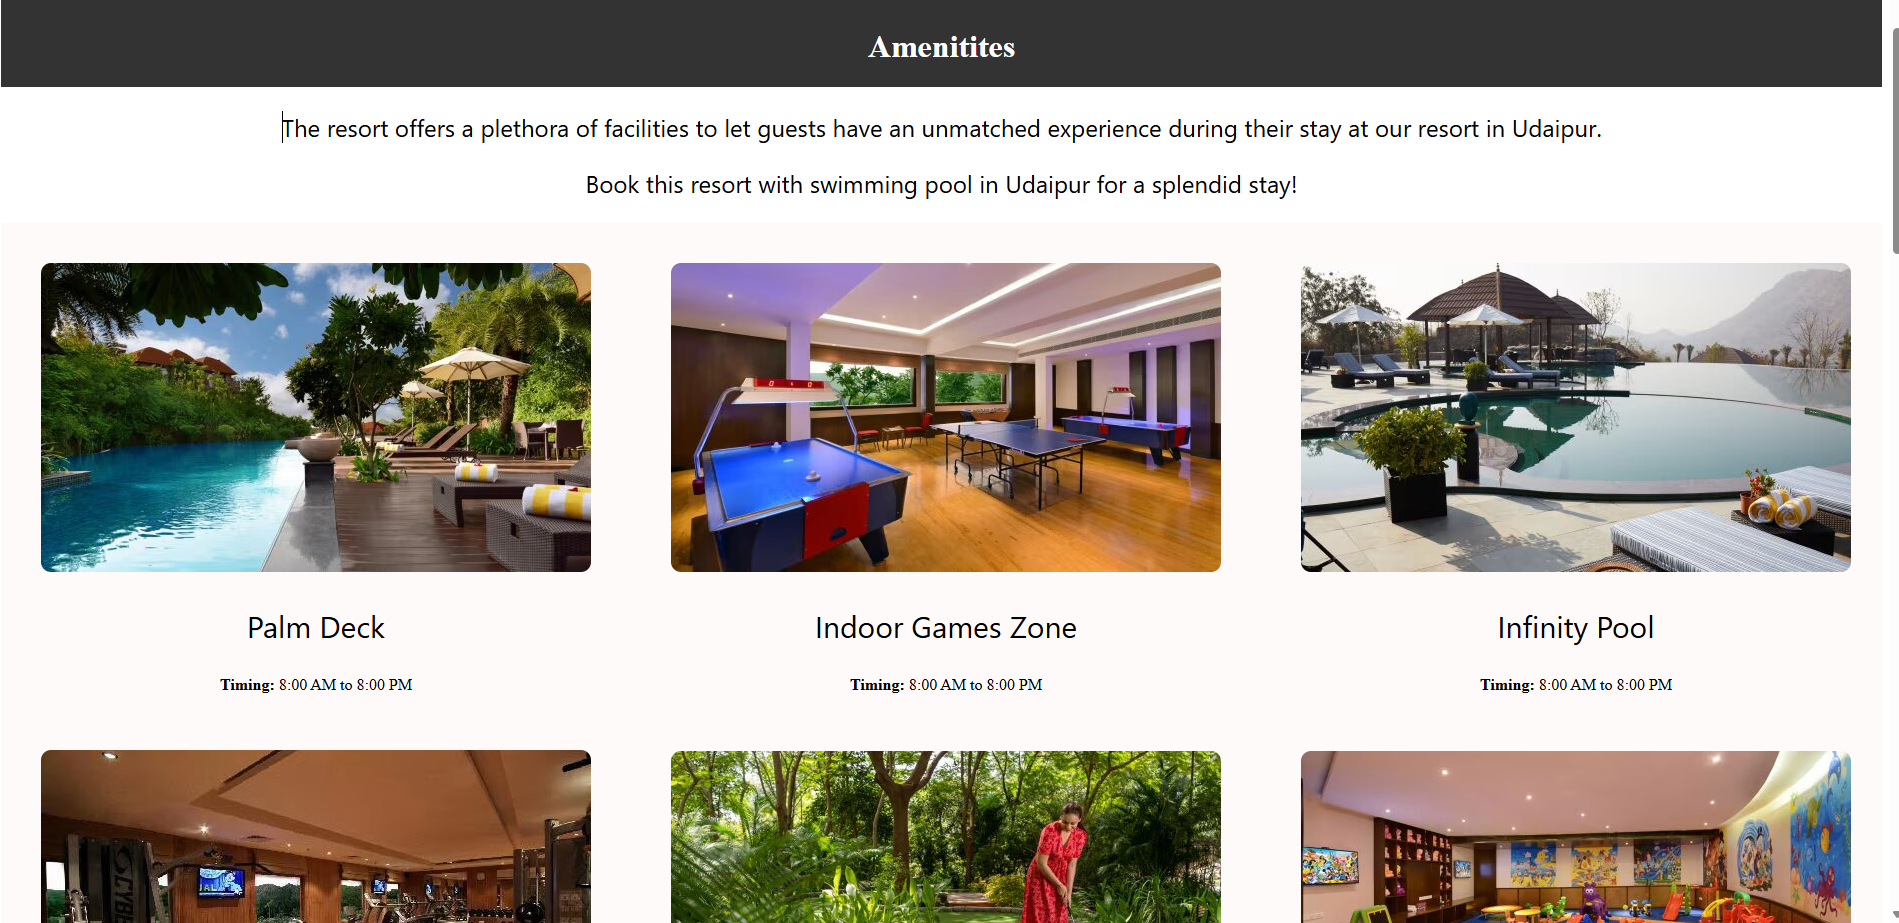 Amenitites
The resort offers a plethora of facilities to let guests have an unmatched experience during their stay at our resort in Udaipur.
Book this resort with swimming pool in Udaipur for a splendid stay!
Palm Deck
Indoor Games Zone
Infinity Pool
Timing: 8:00 AM to 8:00 PM
Timing: 8:00 AM to 8:00 PM
Timing: 8:00 AM to 8:00 PM